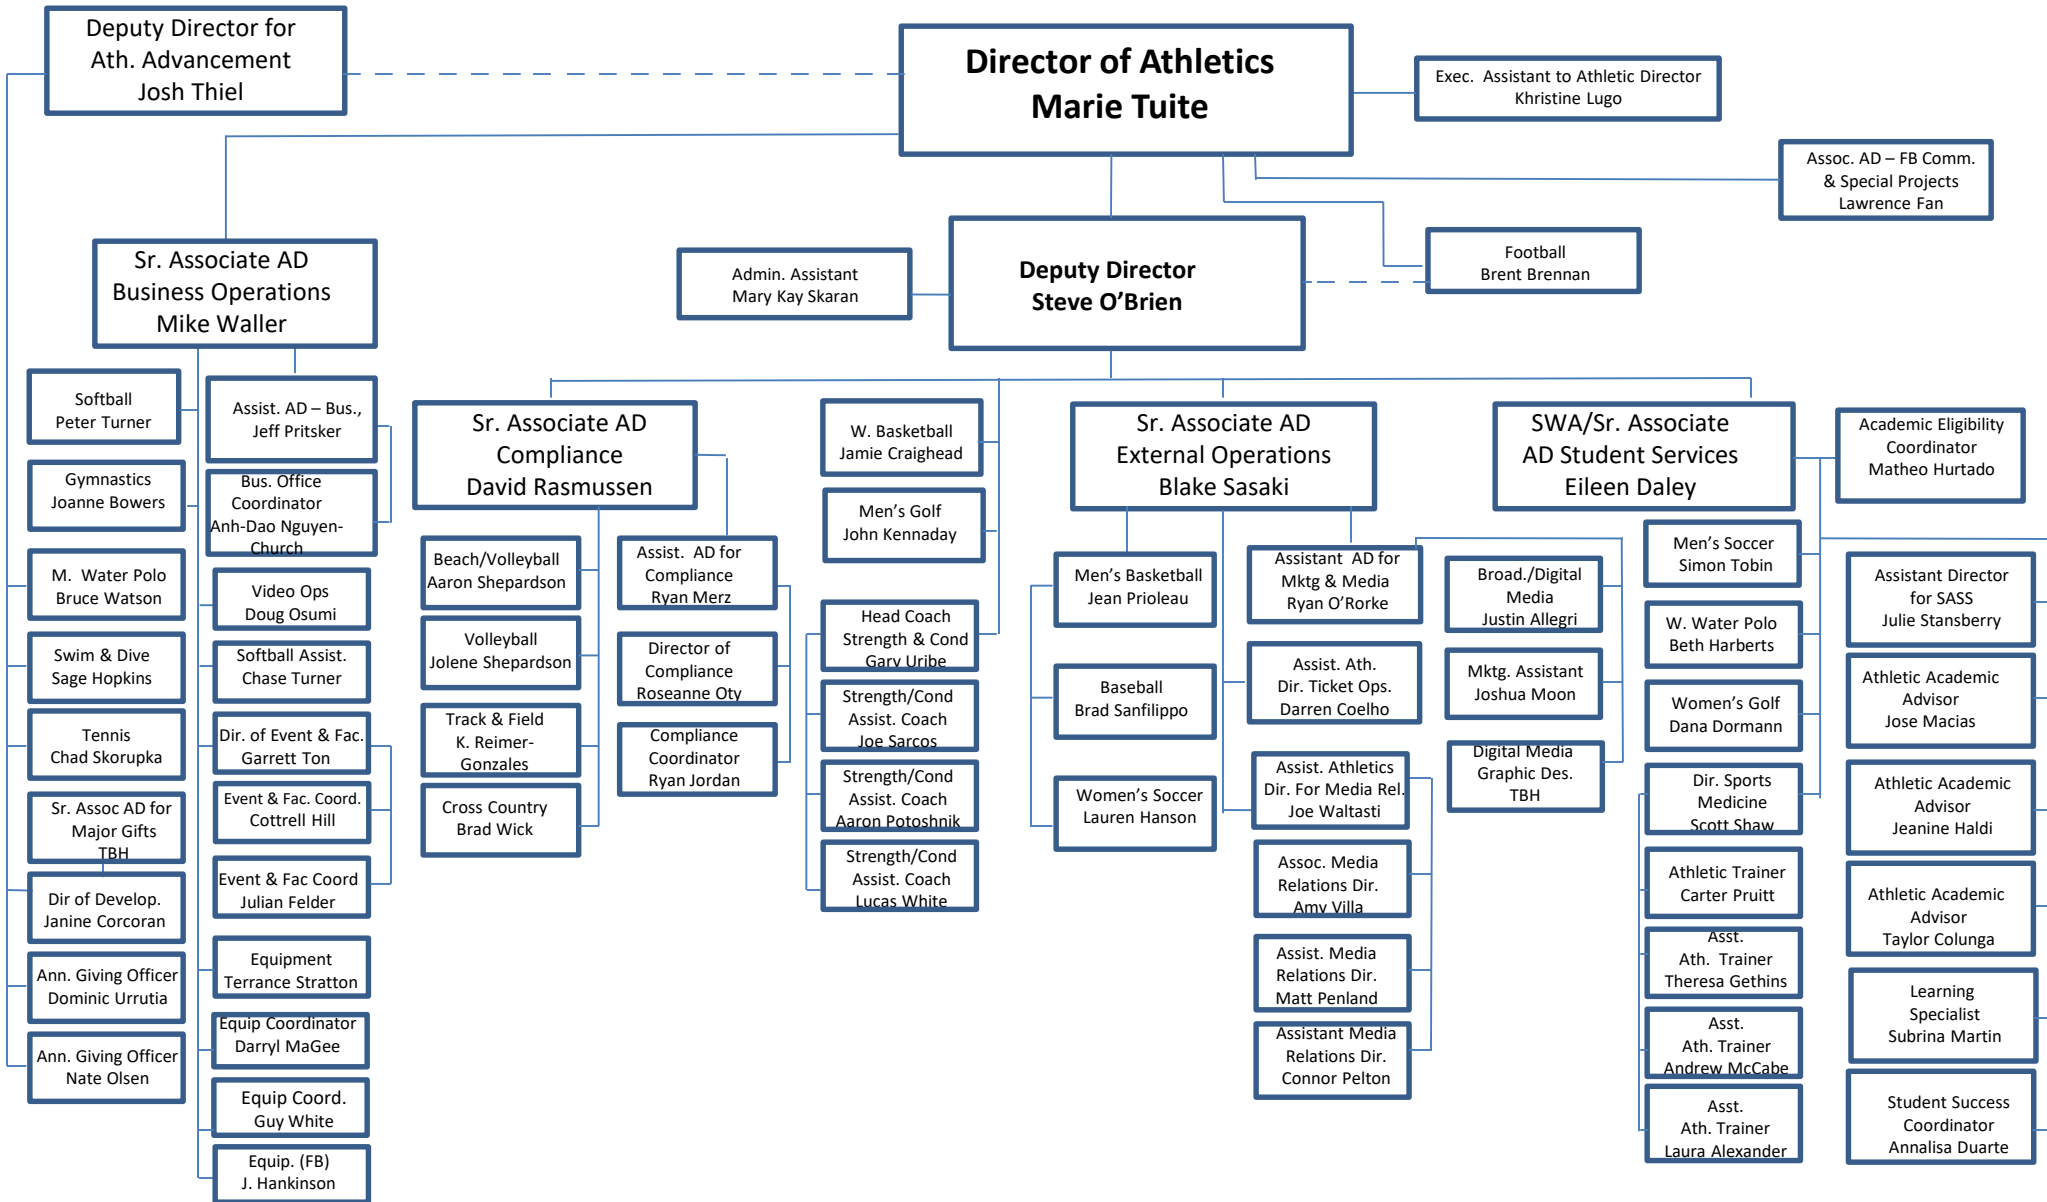 Deputy Director for
Ath. Advancement
Josh Thiel
Director of Athletics
Marie Tuite
Exec. Assistant to Athletic Director
Khristine Lugo
Assoc. AD – FB Comm.
& Special Projects
Lawrence Fan
Sr. Associate AD
Business Operations
Mike Waller
Admin. Assistant
Mary Kay Skaran
Deputy Director
Steve O’Brien
Football
Brent Brennan
Softball
Peter Turner
Gymnastics
Joanne Bowers
M. Water Polo
Bruce Watson
Swim & Dive
Sage Hopkins
Tennis
Chad Skorupka
Sr. Assoc AD for
Major Gifts
TBH
Dir of Develop.
Janine Corcoran
Ann. Giving Officer
Dominic Urrutia
Ann. Giving Officer
Nate Olsen
Assist. AD – Bus.,
Jeff Pritsker
Bus. Office
Coordinator
Anh-Dao Nguyen-
Church
Video Ops
Doug Osumi
Softball Assist.
Chase Turner
Dir. of Event & Fac.
Garrett Ton
Event & Fac. Coord.
Cottrell Hill
Event & Fac Coord
Julian Felder
Equipment
Terrance Stratton
Equip Coordinator
Darryl MaGee
Equip Coord.
Guy White
Equip. (FB)
J. Hankinson
Sr. Associate AD
Compliance
David Rasmussen
Beach/Volleyball
Aaron Shepardson
Volleyball
Jolene Shepardson
Track & Field
K. Reimer-
Gonzales
Cross Country
Brad Wick
Assist. AD for
Compliance
Ryan Merz
Director of
Compliance
Roseanne Oty
Compliance
Coordinator
Ryan Jordan
W. Basketball
Jamie Craighead
Men’s Golf
John Kennaday
Head Coach
Strength & Cond
Gary Uribe
Strength/Cond
Assist. Coach
Joe Sarcos
Strength/Cond
Assist. Coach
Aaron Potoshnik
Strength/Cond
Assist. Coach
Lucas White
Sr. Associate AD
External Operations
Blake Sasaki
Men’s Basketball
Jean Prioleau
Baseball
Brad Sanfilippo
Women’s Soccer
Lauren Hanson
Assistant AD for
Mktg & Media
Ryan O’Rorke
Assist. Ath.
Dir. Ticket Ops.
Darren Coelho
Assist. Athletics
Dir. For Media Rel.
Joe Waltasti
Assoc. Media
Relations Dir.
Amy Villa
Assist. Media
Relations Dir.
Matt Penland
Assistant Media
Relations Dir.
Connor Pelton
Broad./Digital
Media
Justin Allegri
Mktg. Assistant
Joshua Moon
Digital Media
Graphic Des.
TBH
SWA/Sr. Associate
AD Student Services
Eileen Daley
Academic Eligibility
Coordinator
Matheo Hurtado
Men’s Soccer
Simon Tobin
W. Water Polo
Beth Harberts
Women’s Golf
Dana Dormann
Dir. Sports
Medicine
Scott Shaw
Athletic Trainer
Carter Pruitt
Asst.
Ath. Trainer
Theresa Gethins
Asst.
Ath. Trainer
Andrew McCabe
Asst.
Ath. Trainer
Laura Alexander
Assistant Director
for SASS
Julie Stansberry
Athletic Academic
Advisor
Jose Macias
Athletic Academic
Advisor
Jeanine Haldi
Athletic Academic
Advisor
Taylor Colunga
Learning
Specialist
Subrina Martin
Student Success
Coordinator
Annalisa Duarte